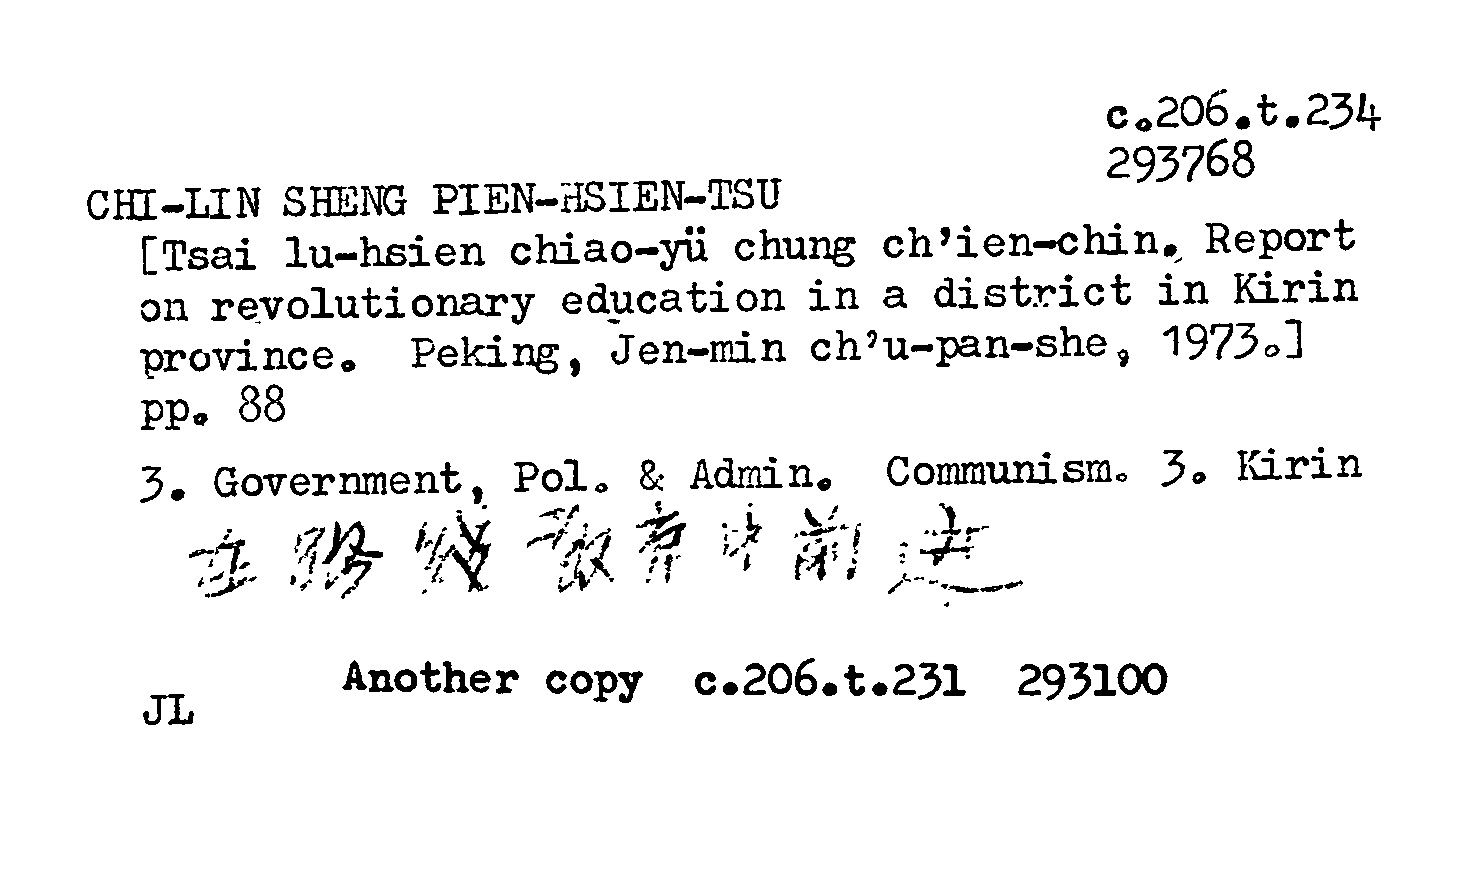 c.206.t.234
293768
CHI-LIN SHENG PIEN-HSIEN-TSU
[Tsai lu-hsien chiao-yü chung ch'ien-chin. Report
on revolutionary education in a district in Kirin
province. Peking, Jen-min ch'u-pan-she, 1973.]
pp. 88
3. Government, Pol. & Admin. Communism. 3. Kirin
在路线教育中前进
Another copy c.206.t.231 293100
JL